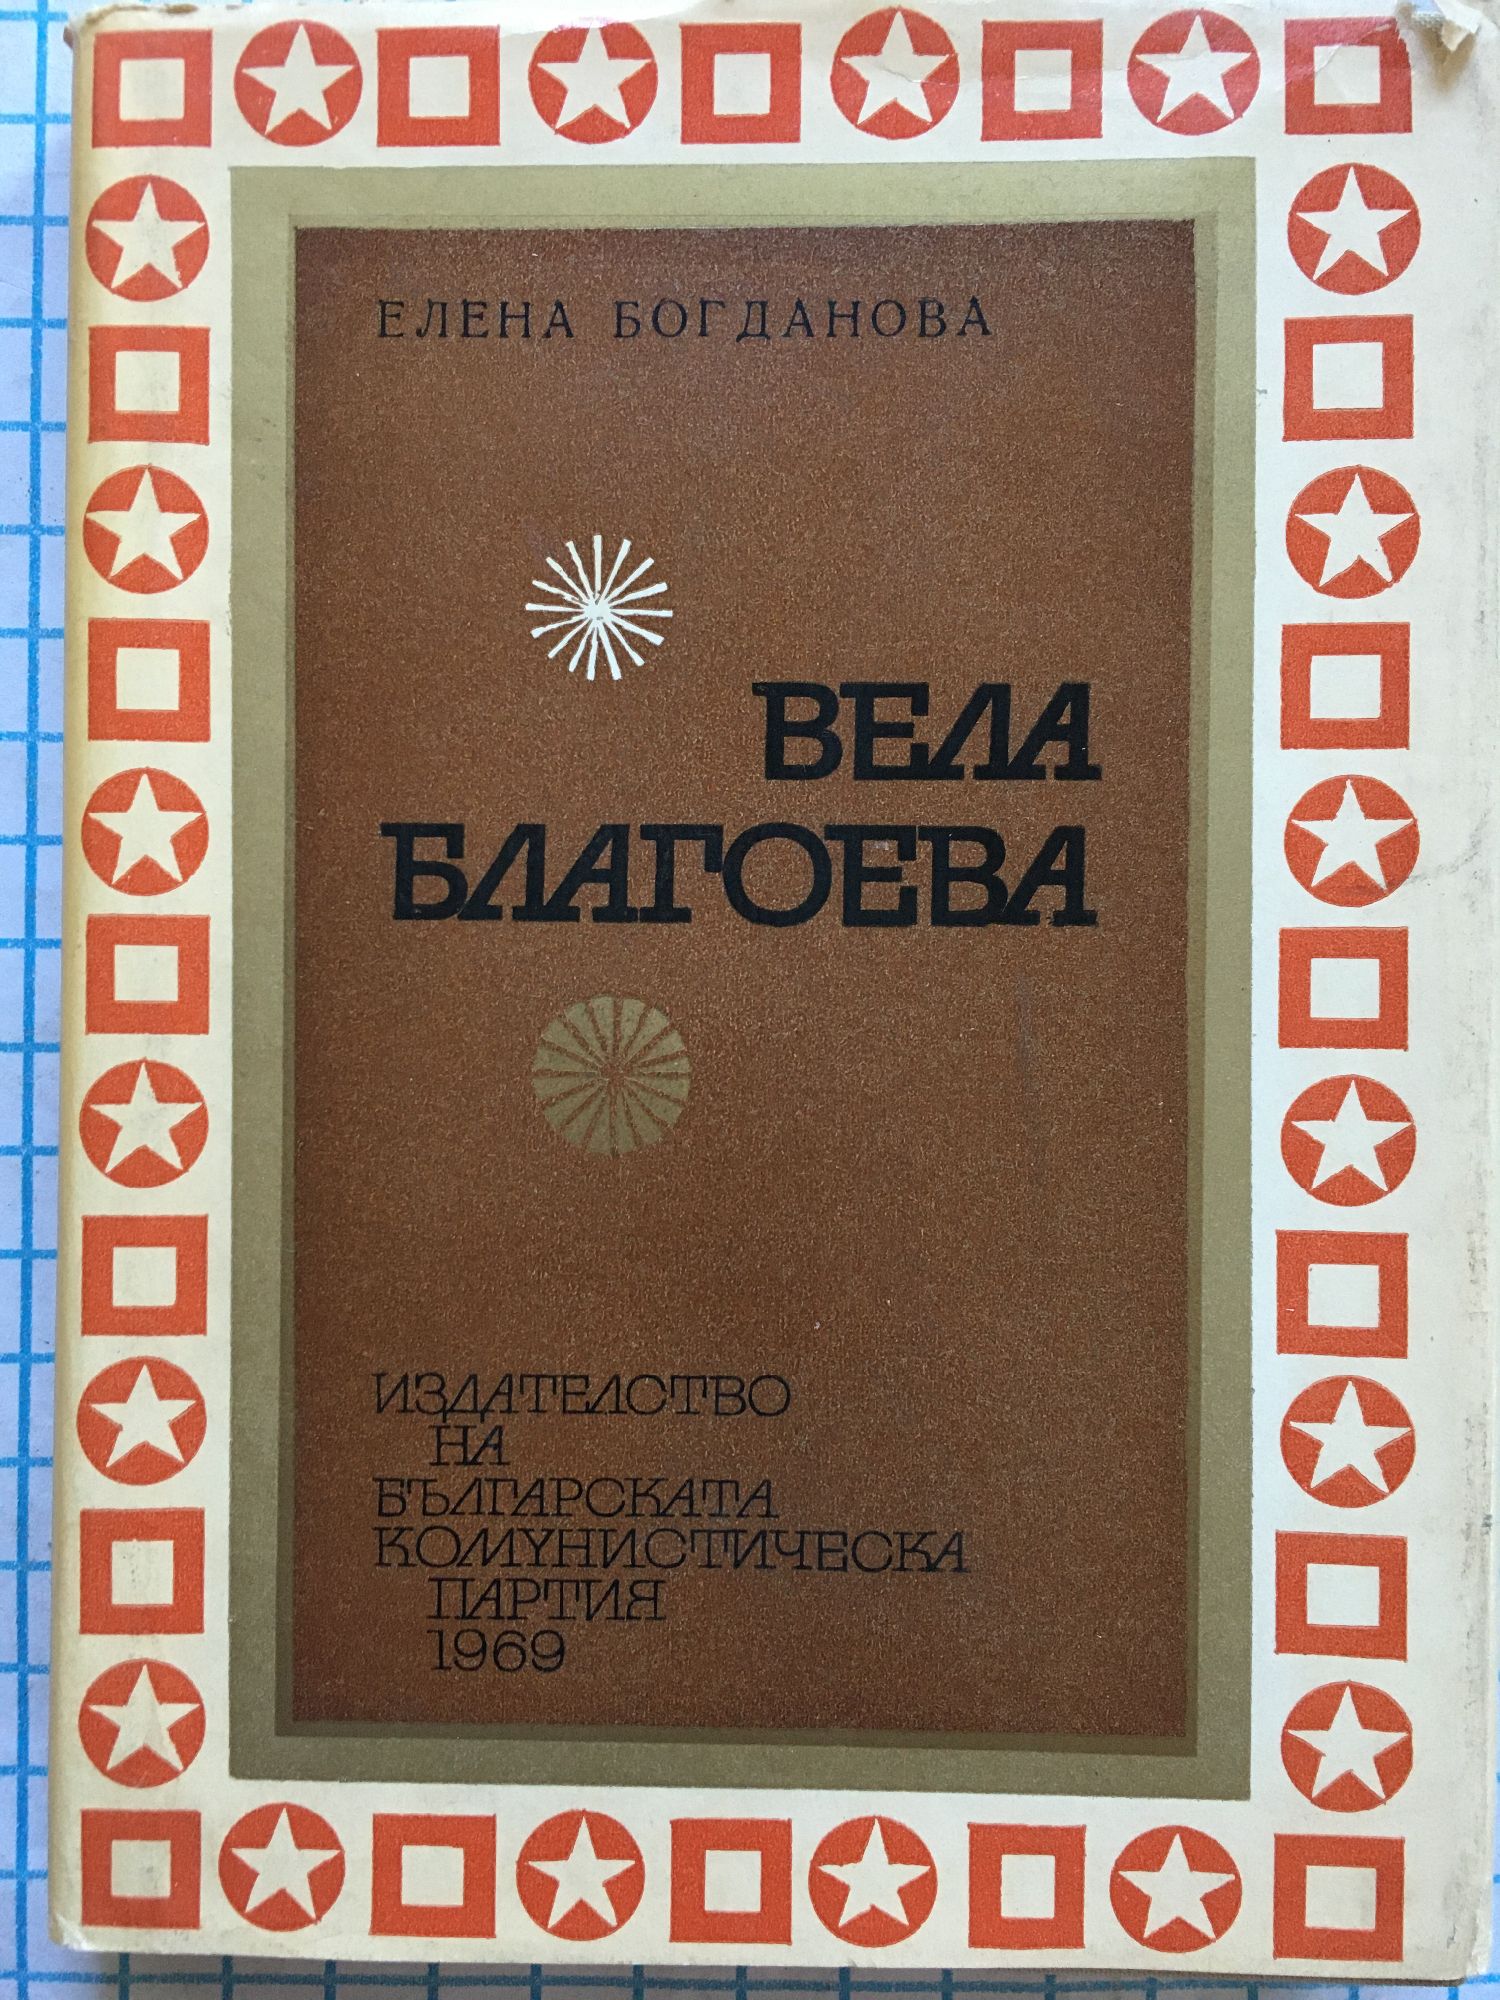 ЕЛЕНА БОГДАНОВА
ВЕЛА
БЛАГОЕВА
ИЗДАТЕЛСТВО
НА
БЪЛГАРСКАТА
КОМУНИСТИЧЕСКА
ПАРТИЯ
1969